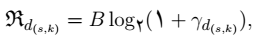 ℜ_{d_{(s,k)}} = B log_۲(۱ + γ_{d_{(s,k)}}),